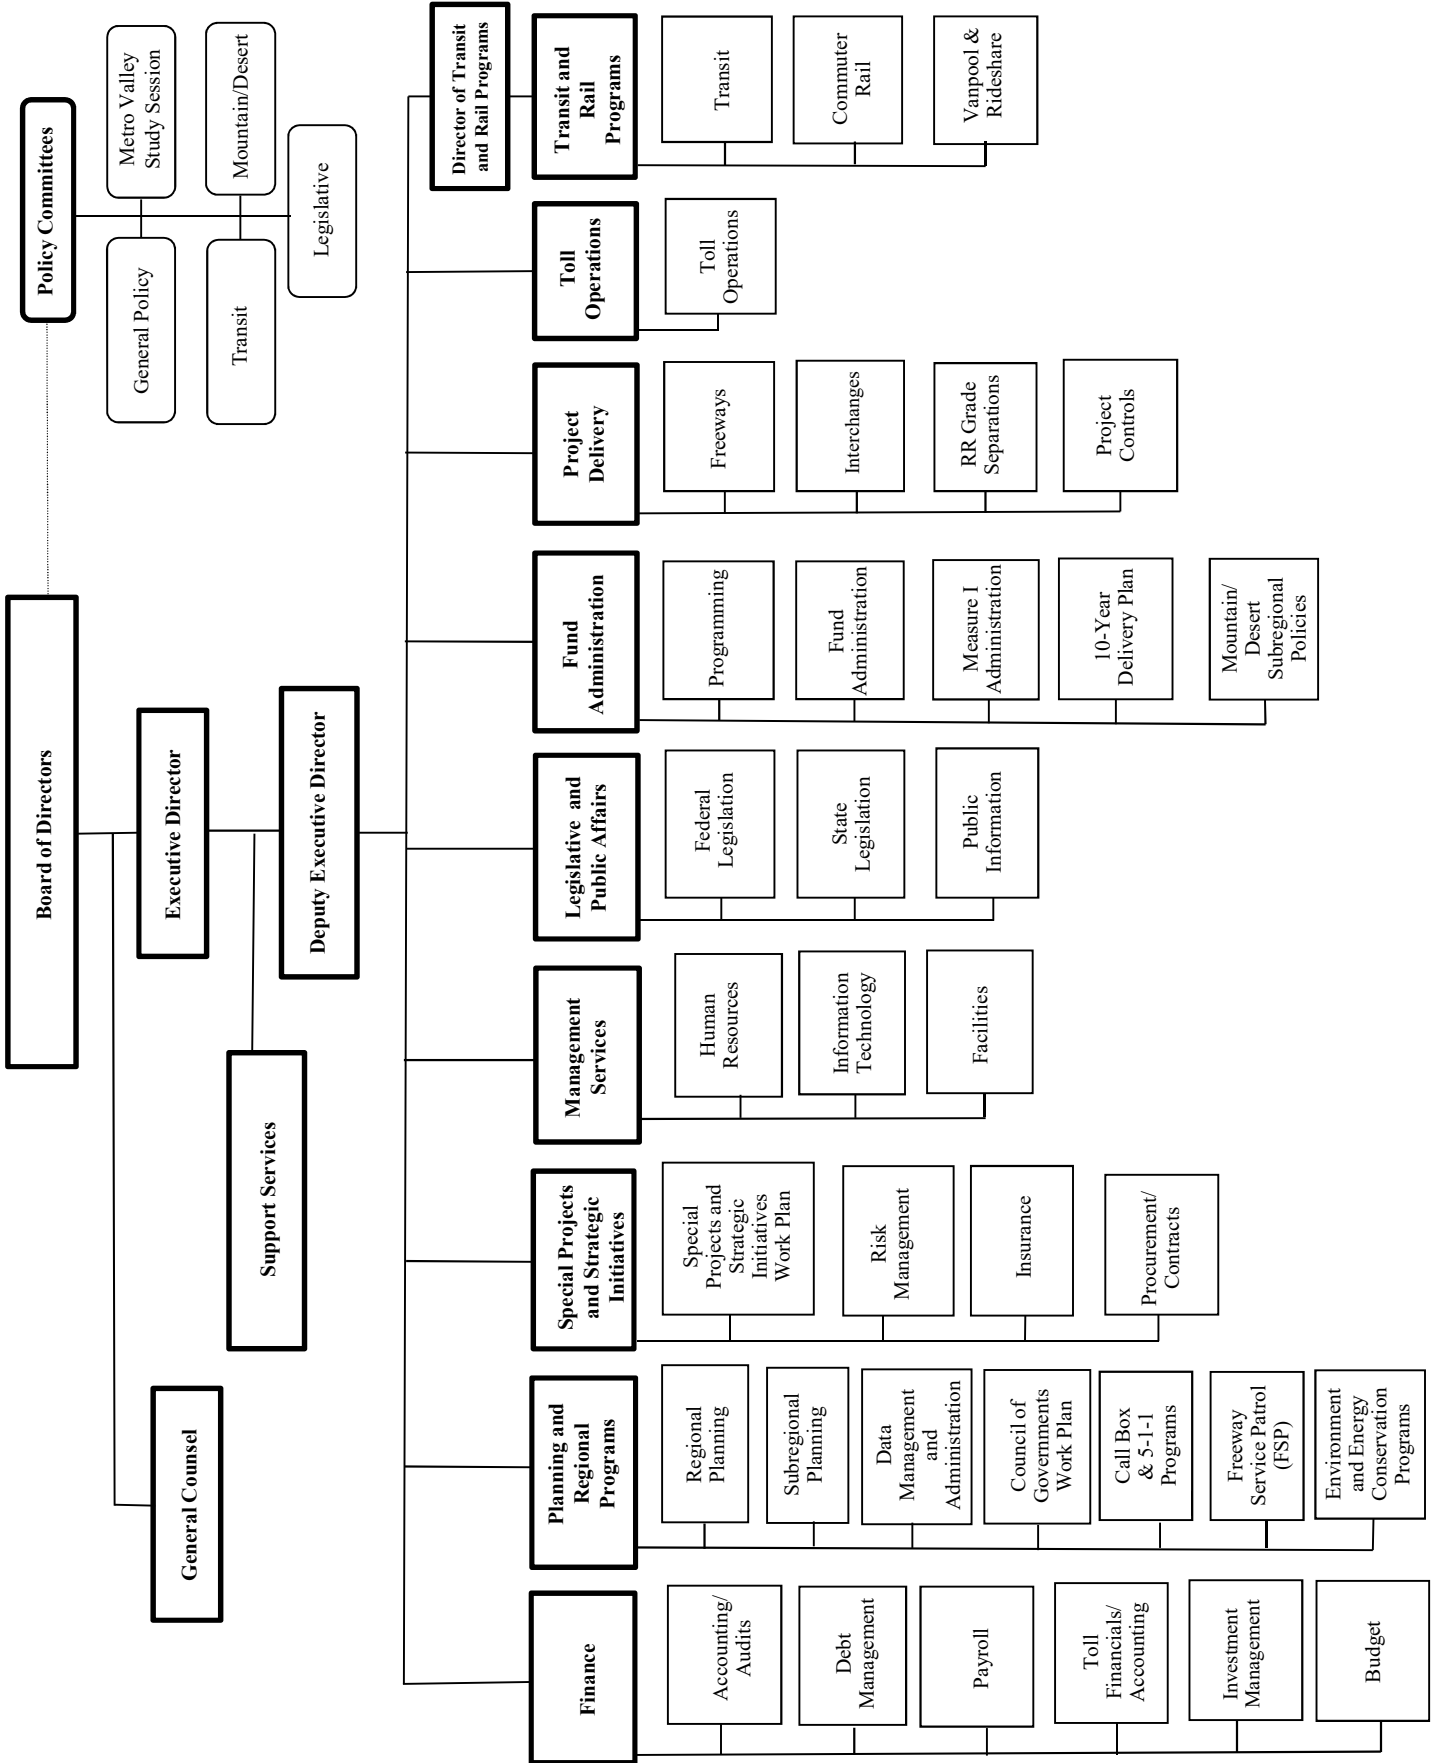 Board of Directors
Policy Committees
General Policy
Metro Valley
Study Session
Transit
Mountain/Desert
Legislative
General Counsel
Executive Director
Support Services
Deputy Executive Director
Director of Transit
and Rail Programs
Finance
Accounting/
Audits
Debt
Management
Payroll
Toll
Financials/
Accounting
Investment
Management
Budget
Planning and
Regional
Programs
Regional
Planning
Subregional
Planning
Data
Management
and
Administration
Council of
Governments
Work Plan
Call Box
& 5-1-1
Programs
Freeway
Service Patrol
(FSP)
Environment
and Energy
Conservation
Programs
Special Projects
and Strategic
Initiatives
Special
Projects and
Strategic
Initiatives
Work Plan
Risk
Management
Insurance
Procurement/
Contracts
Management
Services
Human
Resources
Information
Technology
Facilities
Legislative and
Public Affairs
Federal
Legislation
State
Legislation
Public
Information
Fund
Administration
Programming
Fund
Administration
Measure I
Administration
10-Year
Delivery Plan
Mountain/
Desert
Subregional
Policies
Project
Delivery
Freeways
Interchanges
RR Grade
Separations
Project
Controls
Toll
Operations
Toll
Operations
Transit and
Rail
Programs
Transit
Commuter
Rail
Vanpool &
Rideshare